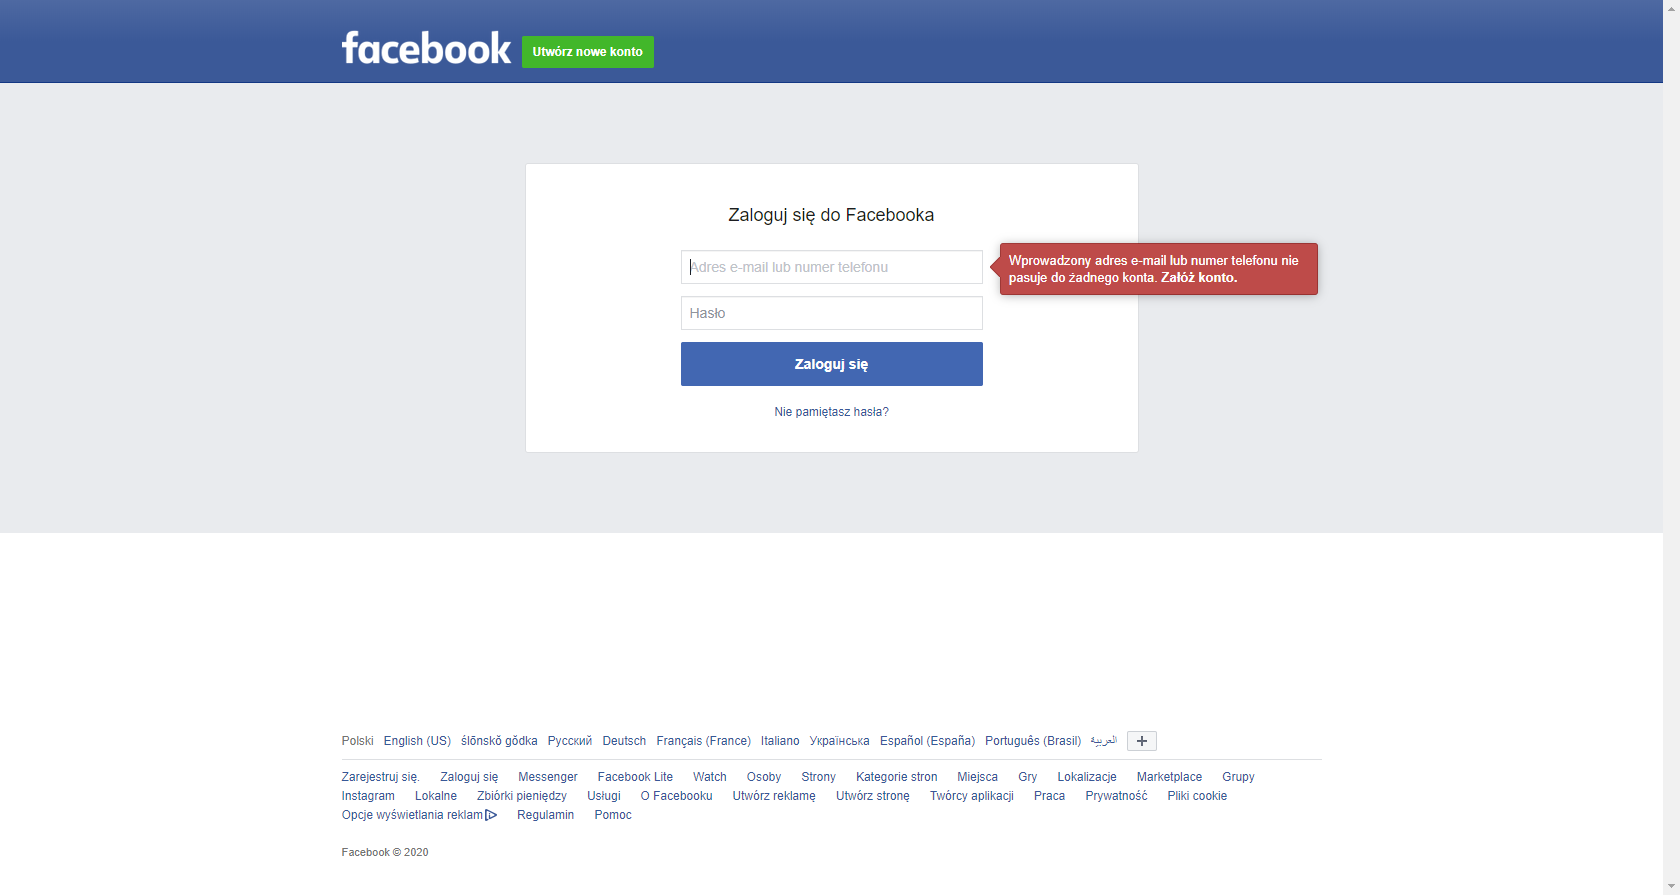 facebook
Utwórz nowe konto
Zaloguj się do Facebooka
Adres e-mail lub numer telefonu
Wprowadzony adres e-mail lub numer telefonu nie
pasuje do żadnego konta. Załóż konto.
Hasło
Zaloguj się
Nie pamiętasz hasła?
Polski English (US) ślōnskŏ gŏdka Русский Deutsch Français (France) Italiano Українська Español (España) Português (Brasil) العربية
Zarejestruj się. Zaloguj się Messenger Facebook Lite Watch Osoby Strony Kategorie stron Miejsca Gry Lokalizacje Marketplace Grupy
Instagram Lokalne Zbiórki pieniędzy Usługi O Facebooku Utwórz reklamę Utwórz stronę Twórcy aplikacji Praca Prywatność Pliki cookie
Opcje wyświetlania reklam Regulamin Pomoc
Facebook © 2020